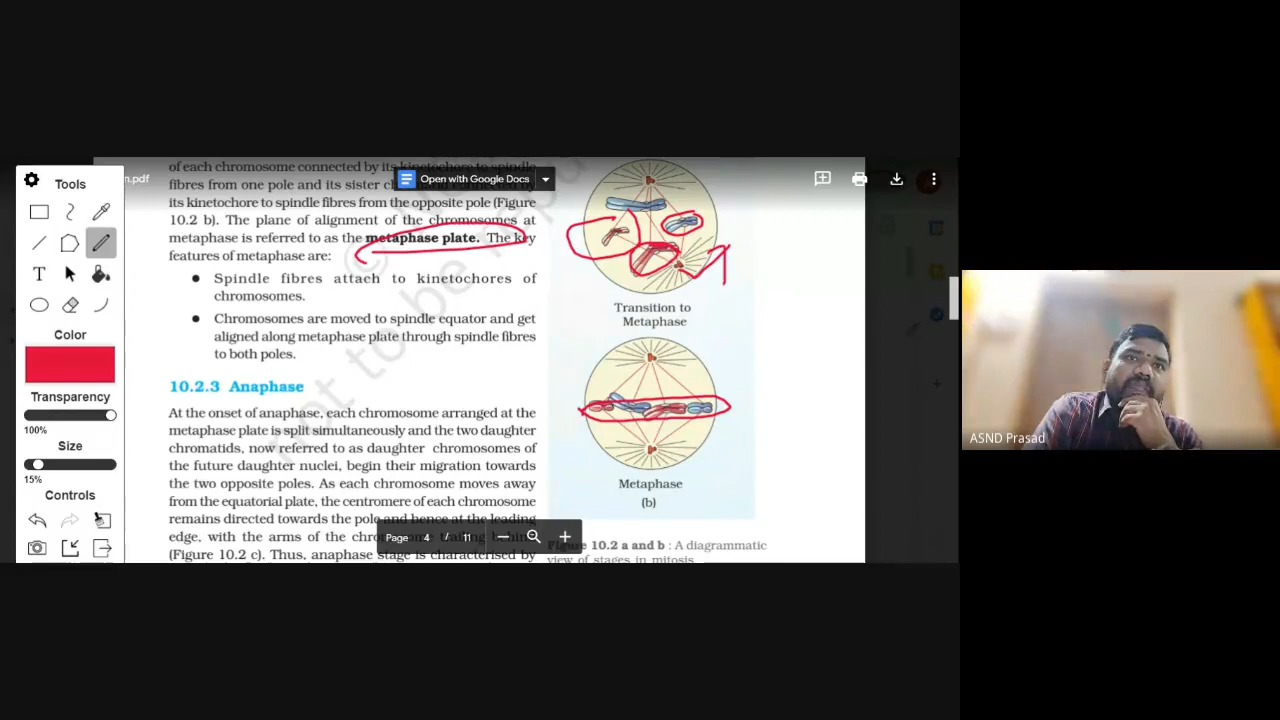 of each chromosome connected by its kinetochore to spindle
n.pdf
Open with Google Docs
fibres from one pole and its sister
its kinetochore to spindle fibres from the opposite pole (Figure
10.2 b). The plane of alignment of the chromosomes at
metaphase is referred to as the metaphase plate. The key
features of metaphase are:
● Spindle fibres attach to kinetochores of
chromosomes.
● Chromosomes are moved to spindle equator and get
aligned along metaphase plate through spindle fibres
to both poles.
10.2.3 Anaphase
At the onset of anaphase, each chromosome arranged at the
metaphase plate is split simultaneously and the two daughter
chromatids, now referred to as daughter chromosomes of
the future daughter nuclei, begin their migration towards
the two opposite poles. As each chromosome moves away
from the equatorial plate, the centromere of each chromosome
remains directed towards the pole and hence at the leading
edge, with the arms of the
(Figure 10.2 c). Thus, anaphase stage is characterised by
Transition to
Metaphase
Metaphase
(b)
Figure 10.2 a and b : A diagrammatic
view of stages in mitosis
Page 4 / 11
not to be
Tools
T
Color
Transparency
100%
Size
15%
Controls
ASND Prasad